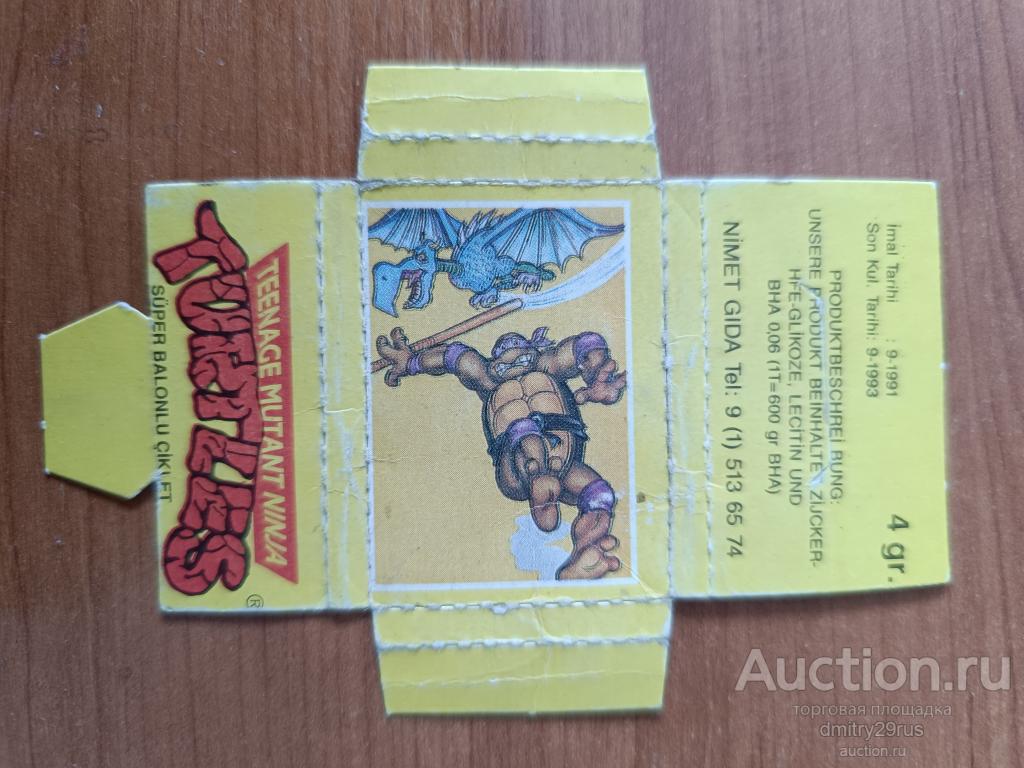 TEENAGE MUTANT NINJA
TURTLES
®
SÜPER BALONLU ÇİKLET
NİMET GIDA Tel: 9 (1) 513 65 74
İmal Tarihi : 9-1991
Son Kul. Tarihi: 9-1993
4 gr.
PRODUKTBESCHREI BUNG:
UNSERE PRODUKT BEINHALTEN ZUCKER-
HFE-GLİKOZE, LECİTİN UND
BHA 0,06 (1T=600 gr BHA)
Auction.ru
торговая площадка
dmitry29rus
auction.ru